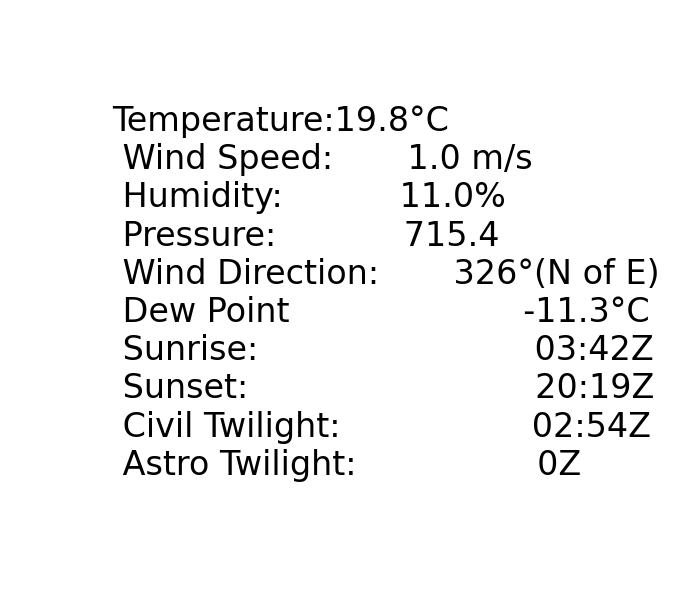 Temperature:19.8°C
Wind Speed: 1.0 m/s
Humidity: 11.0%
Pressure: 715.4
Wind Direction: 326°(N of E)
Dew Point -11.3°C
Sunrise: 03:42Z
Sunset: 20:19Z
Civil Twilight: 02:54Z
Astro Twilight: 0Z